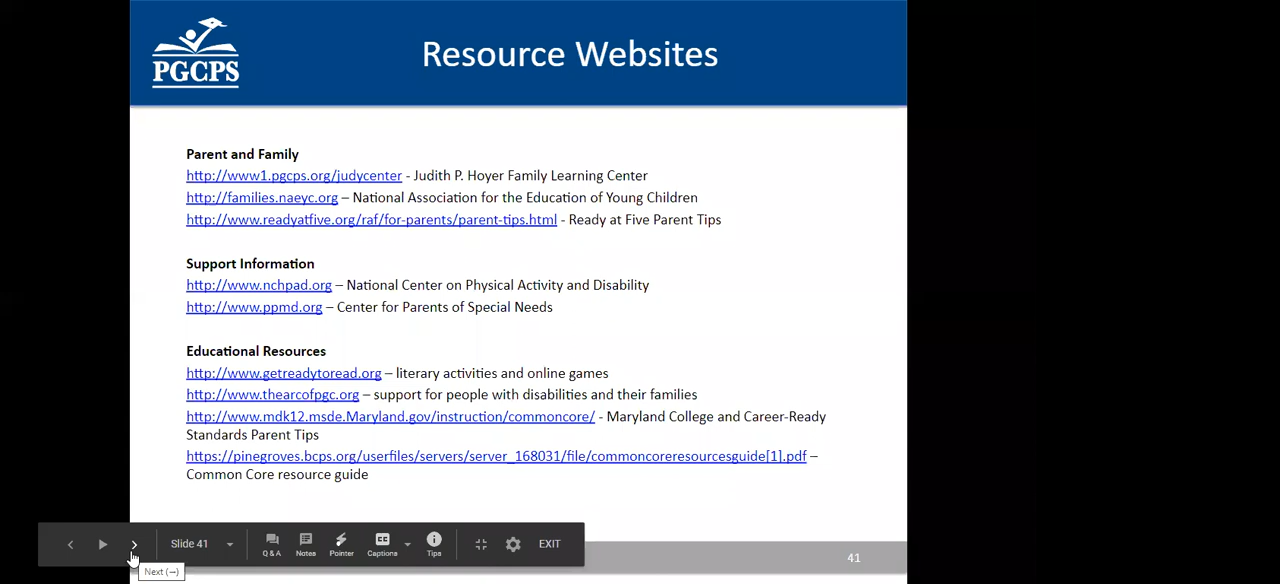 PGCPS
Resource Websites
Parent and Family
http://www1.pgcps.org/judycenter - Judith P. Hoyer Family Learning Center
http://families.naeyc.org – National Association for the Education of Young Children
http://www.readyatfive.org/raf/for-parents/parent-tips.html - Ready at Five Parent Tips
Support Information
http://www.nchpad.org – National Center on Physical Activity and Disability
http://www.ppmd.org – Center for Parents of Special Needs
Educational Resources
http://www.getreadytoread.org – literary activities and online games
http://www.thearcofpgc.org – support for people with disabilities and their families
http://www.mdk12.msde.Maryland.gov/instruction/commoncore/ - Maryland College and Career-Ready
Standards Parent Tips
https://pinegroves.bcps.org/userfiles/servers/server_168031/file/commoncoreresourcesguide[1].pdf –
Common Core resource guide
Slide 41
Q & A
Notes
Pointer
CC
Captions
Tips
EXIT
41
Next (→)